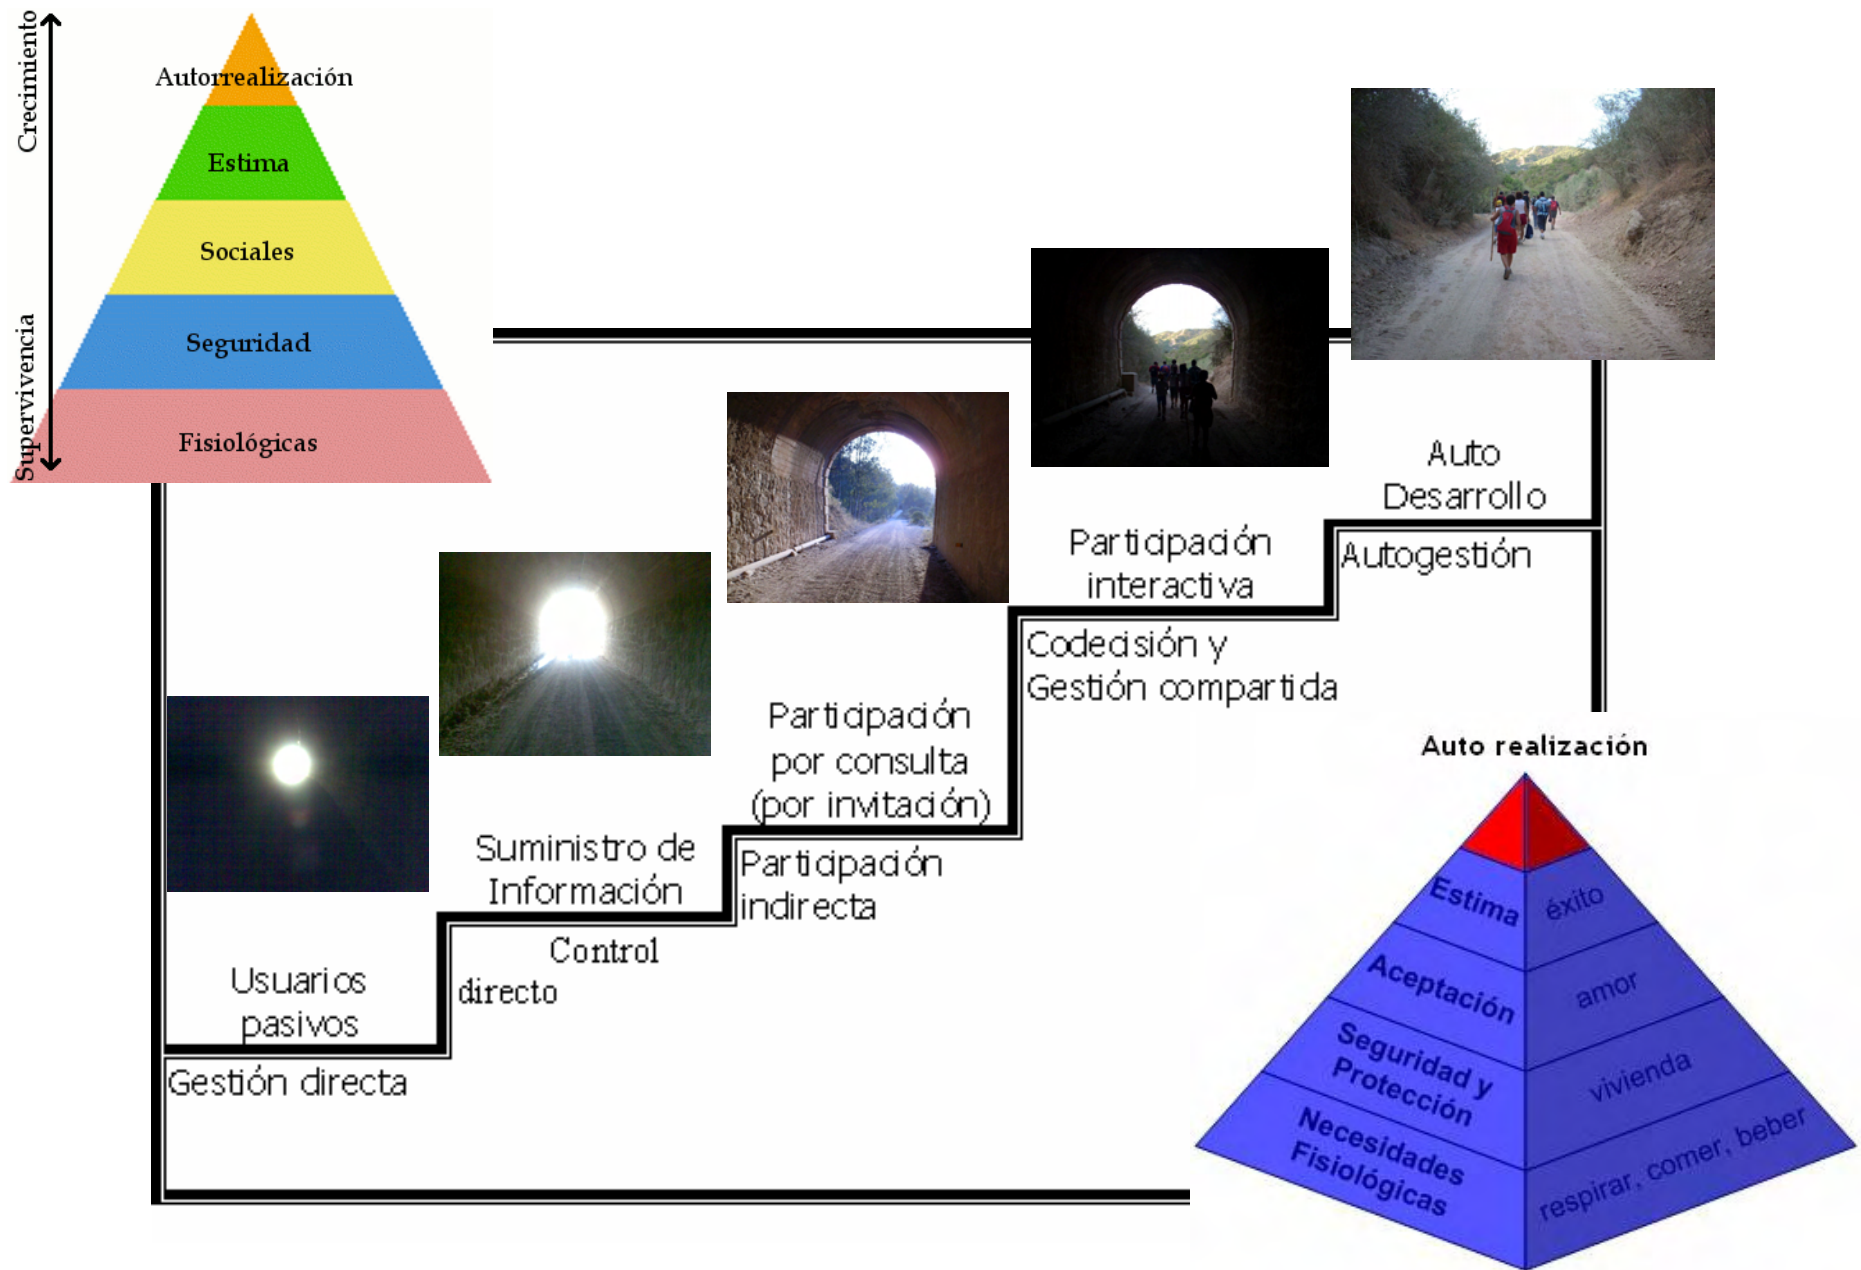 Crecimiento
Supervivencia
Autorrealización
Estima
Sociales
Seguridad
Fisiológicas
Auto
Desarrollo
Autogestión
Participación
interactiva
Codecisión y
Gestión compartida
Participación
por consulta
(por invitación)
Participación
indirecta
Suministro de
Información
Control
directo
Usuarios
pasivos
Gestión directa
Auto realización
Estima
éxito
Aceptación
amor
Seguridad y
Protección
vivienda
Necesidades
Fisiológicas
respirar, comer, beber